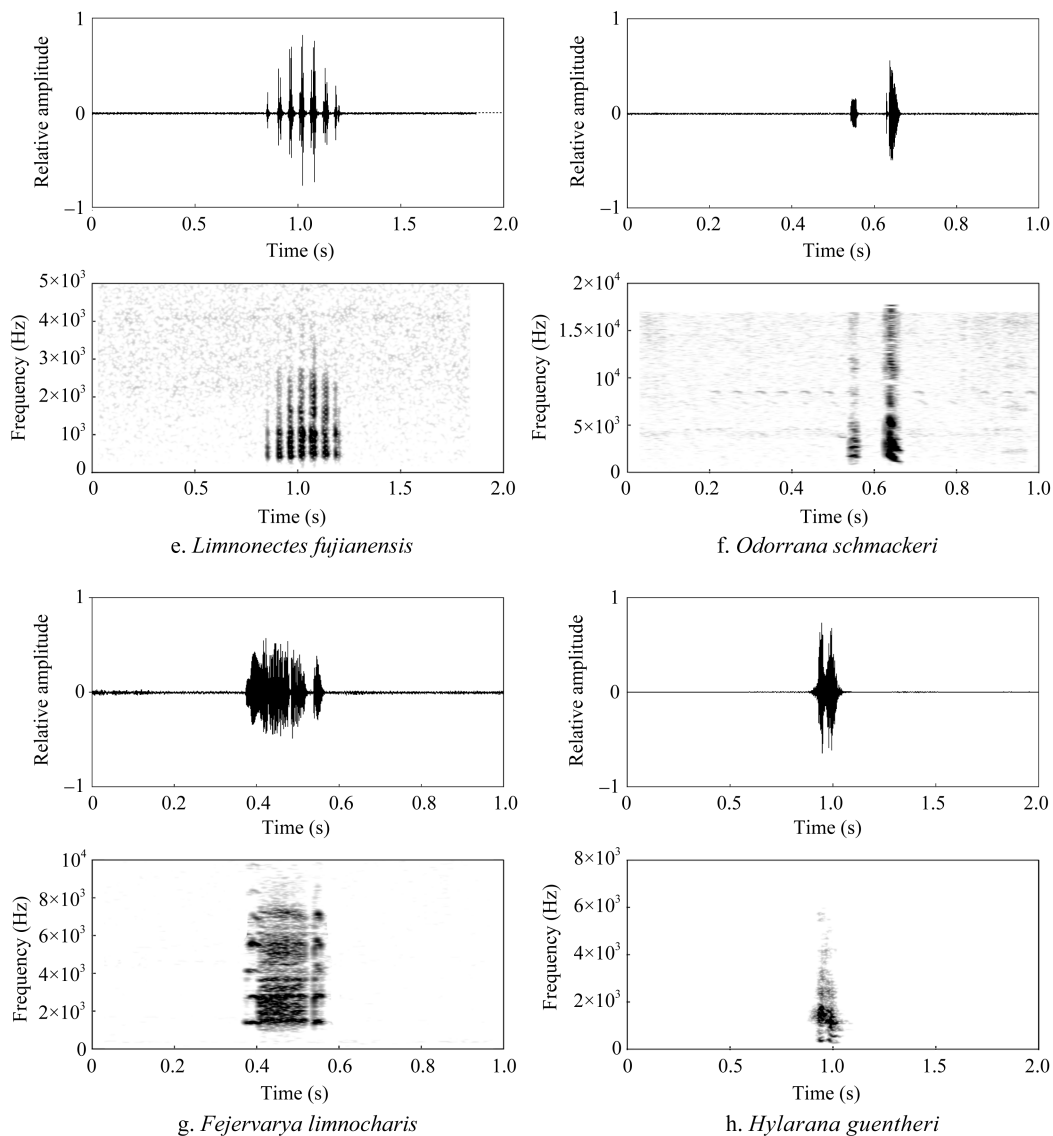 Relative amplitude
1
0
−1
0 0.5 1.0 1.5 2.0
Time (s)
Frequency (Hz)
5×10³
4×10³
3×10³
2×10³
10³
0
0 0.5 1.0 1.5 2.0
Time (s)
e. Limnonectes fujianensis
Relative amplitude
1
0
−1
0 0.2 0.4 0.6 0.8 1.0
Time (s)
Frequency (Hz)
2×10⁴
1.5×10⁴
10⁴
5×10³
0
0.2 0.4 0.6 0.8 1.0
Time (s)
f. Odorrana schmackeri
Relative amplitude
1
0
−1
0 0.2 0.4 0.6 0.8 1.0
Time (s)
Frequency (Hz)
10⁴
8×10³
6×10³
4×10³
2×10³
0
0 0.2 0.4 0.6 0.8 1.0
Time (s)
g. Fejervarya limnocharis
Relative amplitude
1
0
−1
0 0.5 1.0 1.5 2.0
Time (s)
Frequency (Hz)
8×10³
6×10³
4×10³
2×10³
0
0 0.5 1.0 1.5 2.0
Time (s)
h. Hylarana guentheri